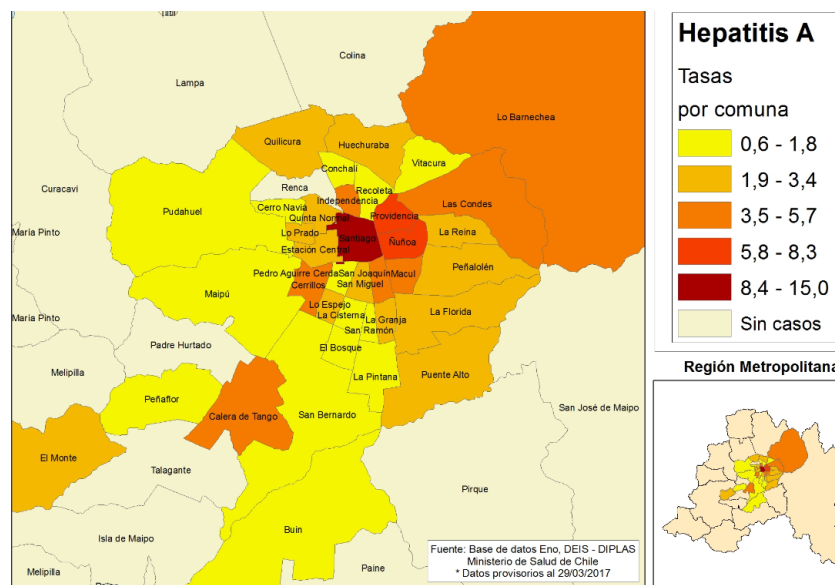 Hepatitis A
Tasas
por comuna
0,6 - 1,8
1,9 - 3,4
3,5 - 5,7
5,8 - 8,3
8,4 - 15,0
Sin casos
Región Metropolitana
Colina
Lampa
Lo Barnechea
Quilicura
Huechuraba
Vitacura
Conchalí
Curacaví
Renca
Recoleta
Independencia
Las Condes
Cerro Navia
Pudahuel
Quinta Normal
Providencia
María Pinto
Lo Prado
Santiago
Ñuñoa
La Reina
Estación Central
Peñalolén
Pedro Aguirre Cerda
San Joaquín
Macul
Cerrillos
San Miguel
Maipú
Lo Espejo
María Pinto
La Cisterna
La Granja
La Florida
San Ramón
Padre Hurtado
El Bosque
Melipilla
La Pintana
Puente Alto
Peñaflor
San José de Maipo
Calera de Tango
San Bernardo
El Monte
Talagante
Pirque
Buin
Isla de Maipo
Paine
Melipilla
Fuente: Base de datos Eno, DEIS - DIPLAS
Ministerio de Salud de Chile
* Datos provisorios al 29/03/2017